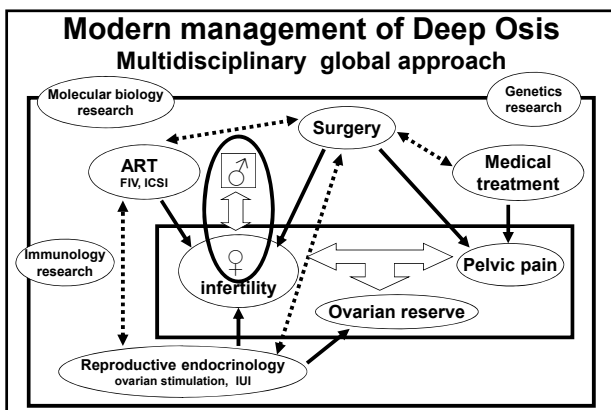 Modern management of Deep Osis
Multidisciplinary global approach
Molecular biology
research
Genetics
research
Surgery
ART
FIV, ICSI
♂
Medical
treatment
Immunology
research
♀
infertility
Pelvic pain
Ovarian reserve
Reproductive endocrinology
ovarian stimulation, IUI